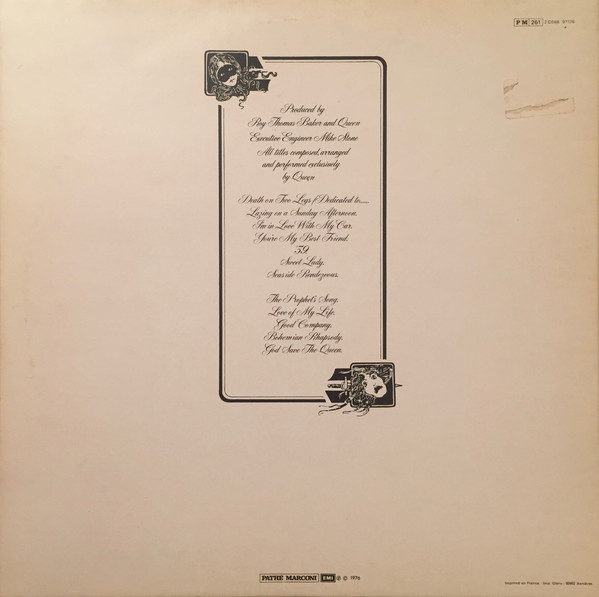 PM 261
Produced by
Roy Thomas Baker and Queen
Executive Engineer Mike Stone
All titles composed, arranged
and performed exclusively
by Queen
Death on Two Legs (Dedicated to......
Lazing on a Sunday Afternoon.
I'm in Love With My Car.
You're My Best Friend.
'39.
Sweet Lady.
Seaside Rendezvous.
The Prophet's Song.
Love of My Life.
Good Company.
Bohemian Rhapsody.
God Save The Queen.
PATHE MARCONI EMI ℗ © 1976
Imprimé en France